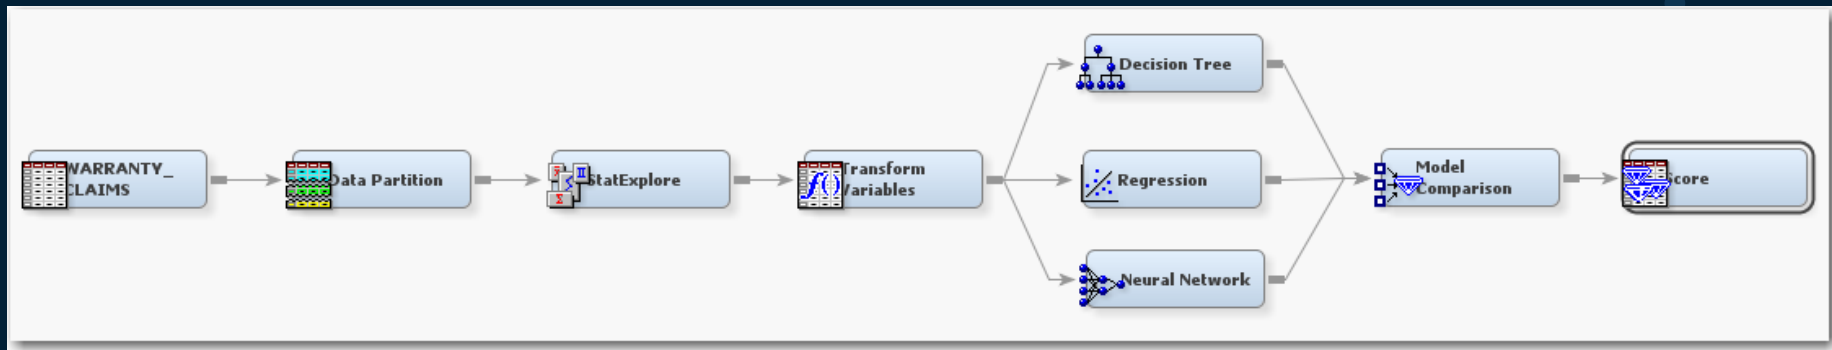 WARRANTY_
CLAIMS
Data Partition
StatExplore
Transform
Variables
Decision Tree
Regression
Neural Network
Model
Comparison
Score